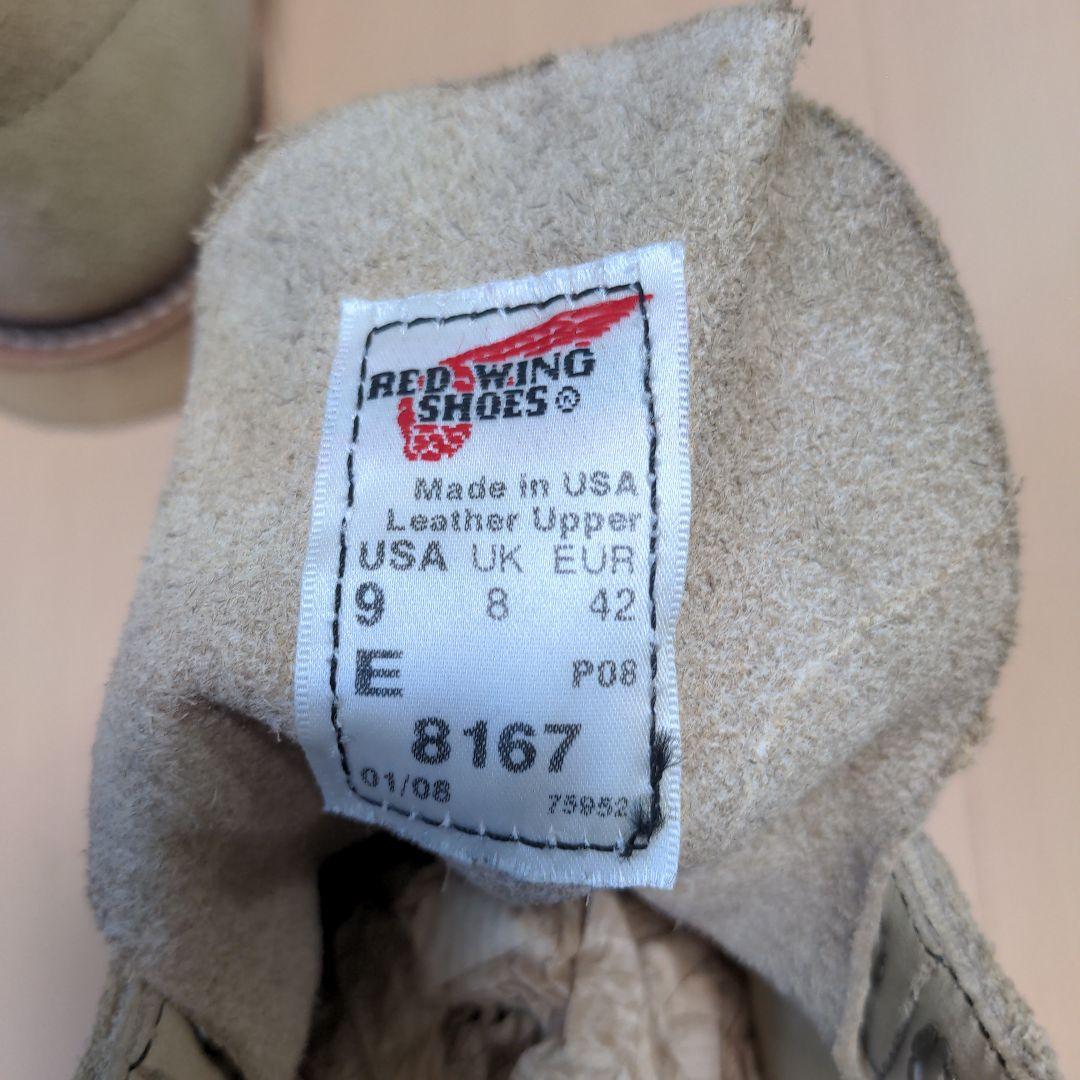 RED WING
SHOES®
Made in USA
Leather Upper
USA UK EUR
9 8 42
E P08
8167
01/08 75952